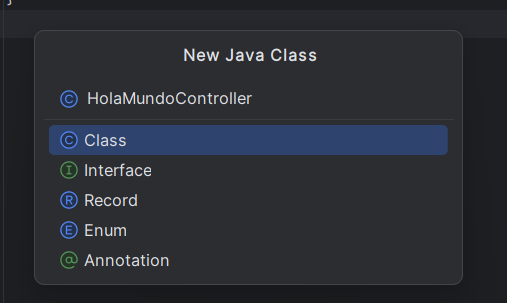 New Java Class
C HolaMundoController
C Class
I Interface
R Record
E Enum
@ Annotation